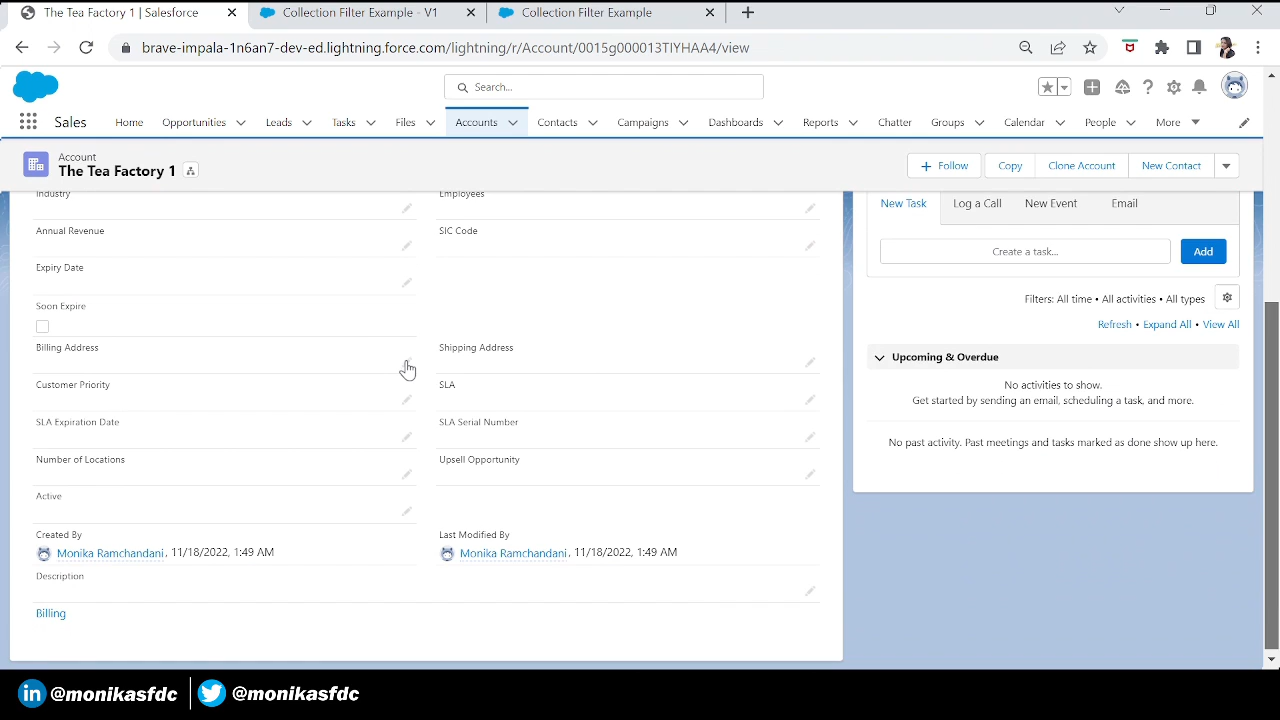 The Tea Factory 1 | Salesforce
Collection Filter Example - V1
Collection Filter Example
brave-impala-1n6an7-dev-ed.lightning.force.com/lightning/r/Account/0015g000013TIYHAA4/view
Search...
Sales
Home
Opportunities
Leads
Tasks
Files
Accounts
Contacts
Campaigns
Dashboards
Reports
Chatter
Groups
Calendar
People
More
Account
The Tea Factory 1
Follow
Copy
Clone Account
New Contact
Industry
Employees
Annual Revenue
SIC Code
Expiry Date
Soon Expire
Billing Address
Shipping Address
Customer Priority
SLA
SLA Expiration Date
SLA Serial Number
Number of Locations
Upsell Opportunity
Active
Created By
Last Modified By
Monika Ramchandani, 11/18/2022, 1:49 AM
Monika Ramchandani, 11/18/2022, 1:49 AM
Description
Billing
New Task
Log a Call
New Event
Email
Create a task...
Add
Filters: All time • All activities • All types
Refresh • Expand All • View All
Upcoming & Overdue
No activities to show.
Get started by sending an email, scheduling a task, and more.
No past activity. Past meetings and tasks marked as done show up here.
in @monikasfdc
@monikasfdc